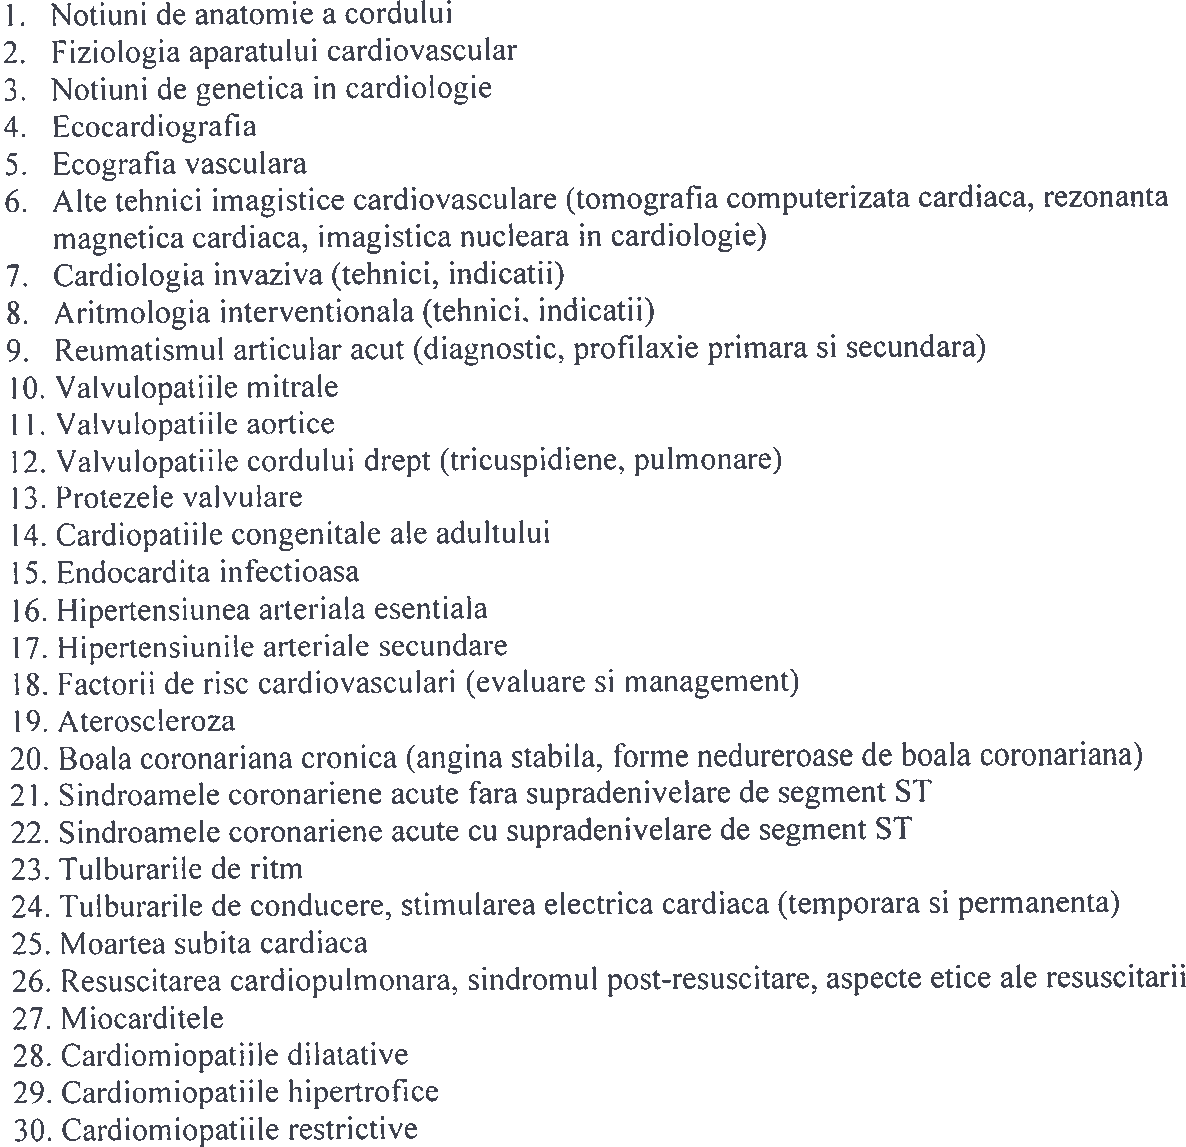 1. Notiuni de anatomie a cordului
2. Fiziologia aparatului cardiovascular
3. Notiuni de genetica in cardiologie
4. Ecocardiografia
5. Ecografia vasculara
6. Alte tehnici imagistice cardiovasculare (tomografia computerizata cardiaca, rezonanta
magnetica cardiaca, imagistica nucleara in cardiologie)
7. Cardiologia invaziva (tehnici, indicatii)
8. Aritmologia interventionala (tehnici. indicatii)
9. Reumatismul articular acut (diagnostic, profilaxie primara si secundara)
10. Valvulopatiile mitrale
11. Valvulopatiile aortice
12. Valvulopatiile cordului drept (tricuspidiene, pulmonare)
13. Protezele valvulare
14. Cardiopatiile congenitale ale adultului
15. Endocardita infectioasa
16. Hipertensiunea arteriala esentiala
17. Hipertensiunile arteriale secundare
18. Factorii de risc cardiovasculari (evaluare si management)
19. Ateroscleroza
20. Boala coronariana cronica (angina stabila, forme nedureroase de boala coronariana)
21. Sindroamele coronariene acute fara supradenivelare de segment ST
22. Sindroamele coronariene acute cu supradenivelare de segment ST
23. Tulburarile de ritm
24. Tulburarile de conducere, stimularea electrica cardiaca (temporara si permanenta)
25. Moartea subita cardiaca
26. Resuscitarea cardiopulmonara, sindromul post-resuscitare, aspecte etice ale resuscitarii
27. Miocarditele
28. Cardiomiopatiile dilatative
29. Cardiomiopatiile hipertrofice
30. Cardiomiopatiile restrictive